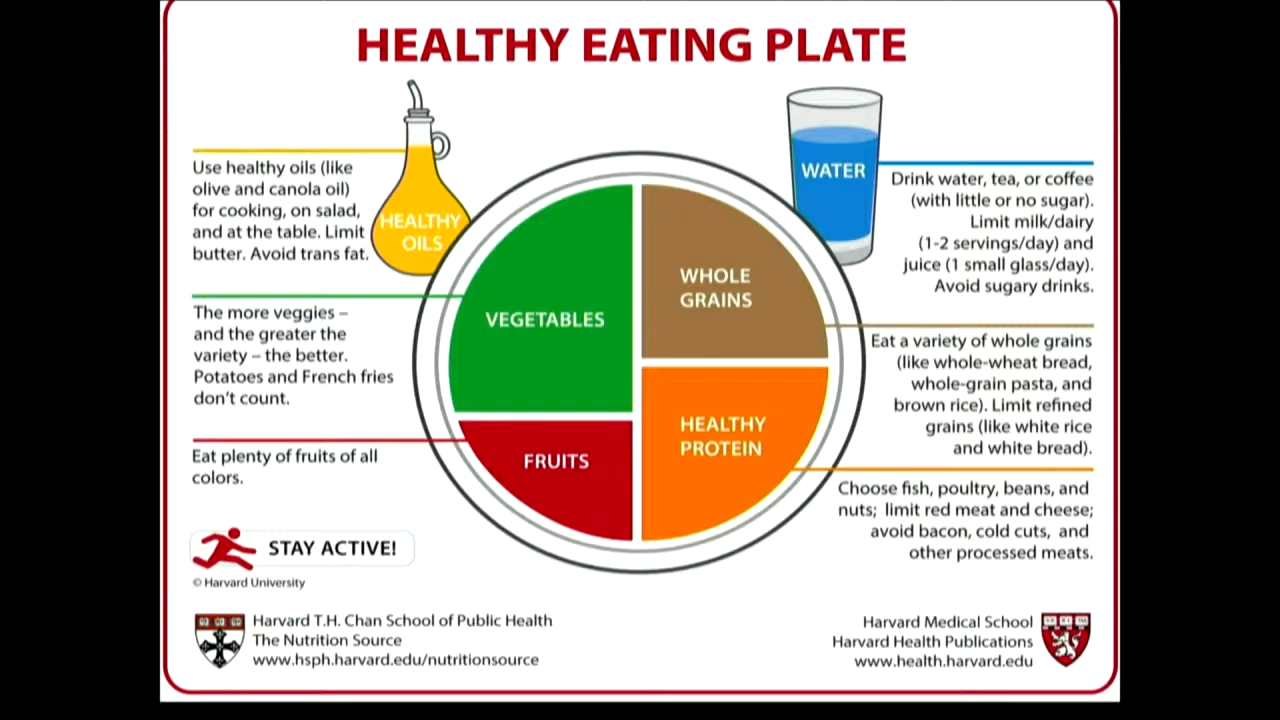 HEALTHY EATING PLATE
Use healthy oils (like
olive and canola oil)
for cooking, on salad,
and at the table. Limit
butter. Avoid trans fat.
HEALTHY
OILS
WATER
Drink water, tea, or coffee
(with little or no sugar).
Limit milk/dairy
(1-2 servings/day) and
juice (1 small glass/day).
Avoid sugary drinks.
The more veggies –
and the greater the
variety – the better.
Potatoes and French fries
don't count.
VEGETABLES
WHOLE
GRAINS
Eat a variety of whole grains
(like whole-wheat bread,
whole-grain pasta, and
brown rice). Limit refined
grains (like white rice
and white bread).
Eat plenty of fruits of all
colors.
FRUITS
HEALTHY
PROTEIN
Choose fish, poultry, beans, and
nuts; limit red meat and cheese;
avoid bacon, cold cuts, and
other processed meats.
STAY ACTIVE!
© Harvard University
Harvard T.H. Chan School of Public Health
The Nutrition Source
www.hsph.harvard.edu/nutritionsource
Harvard Medical School
Harvard Health Publications
www.health.harvard.edu